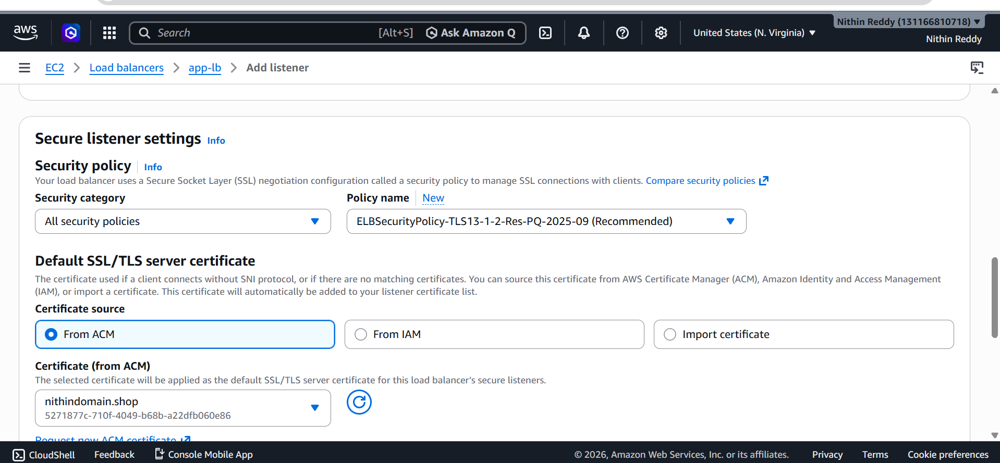 aws
Search [Alt+S] Ask Amazon Q
United States (N. Virginia)
Nithin Reddy (131166810718)
Nithin Reddy
EC2 Load balancers app-lb Add listener
Secure listener settings Info
Security policy Info
Your load balancer uses a Secure Socket Layer (SSL) negotiation configuration called a security policy to manage SSL connections with clients. Compare security policies
Security category
Policy name New
All security policies
ELBSecurityPolicy-TLS13-1-2-Res-PQ-2025-09 (Recommended)
Default SSL/TLS server certificate
The certificate used if a client connects without SNI protocol, or if there are no matching certificates. You can source this certificate from AWS Certificate Manager (ACM), Amazon Identity and Access Management
(IAM), or import a certificate. This certificate will automatically be added to your listener certificate list.
Certificate source
From ACM
From IAM
Import certificate
Certificate (from ACM)
The selected certificate will be applied as the default SSL/TLS server certificate for this load balancer’s secure listeners.
nithindomain.shop
5271877c-710f-4049-b68b-a22dfb060e86
Request new ACM certificate
CloudShell Feedback Console Mobile App © 2026, Amazon Web Services, Inc. or its affiliates. Privacy Terms Cookie preferences